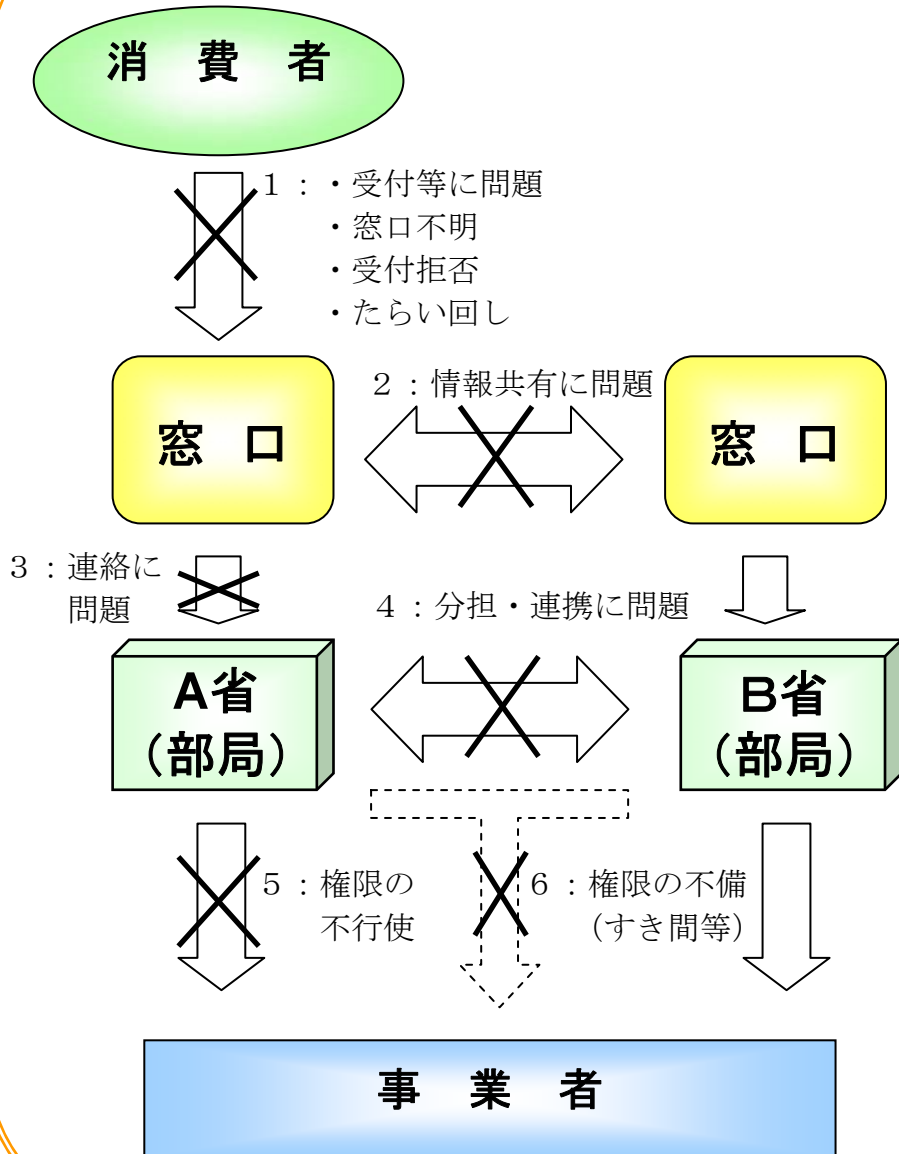 消 費 者
1:・受付等に問題
・窓口不明
・受付拒否
・たらい回し
2:情報共有に問題
窓 口
窓 口
3:連絡に
問題
4:分担・連携に問題
A省
(部局)
B省
(部局)
5:権限の
不行使
6:権限の不備
(すき間等)
事 業 者